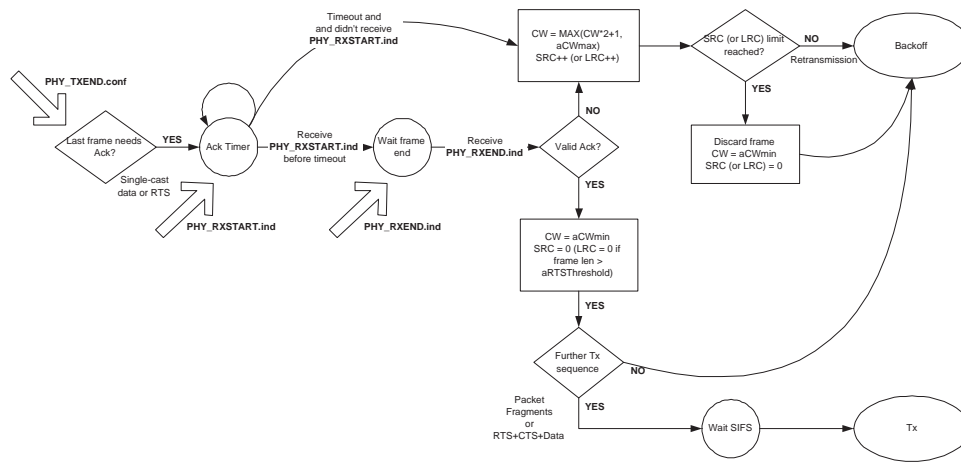 Timeout and
and didn't receive
PHY_RXSTART.ind
CW = MAX(CW*2+1,
aCWmax)
SRC++ (or LRC++)
SRC (or LRC) limit
reached?
NO
Retransmission
Backoff
PHY_TXEND.conf
YES
NO
Last frame needs
Ack?
YES
Ack Timer
Receive
PHY_RXSTART.ind
before timeout
Wait frame
end
Receive
PHY_RXEND.ind
Valid Ack?
Discard frame
CW = aCWmin
SRC (or LRC) = 0
Single-cast
data or RTS
PHY_RXSTART.ind
PHY_RXEND.ind
YES
CW = aCWmin
SRC = 0 (LRC = 0 if
frame len >
aRTSThreshold)
YES
Further Tx
sequence
NO
YES
Packet
Fragments
or
RTS+CTS+Data
Wait SIFS
Tx